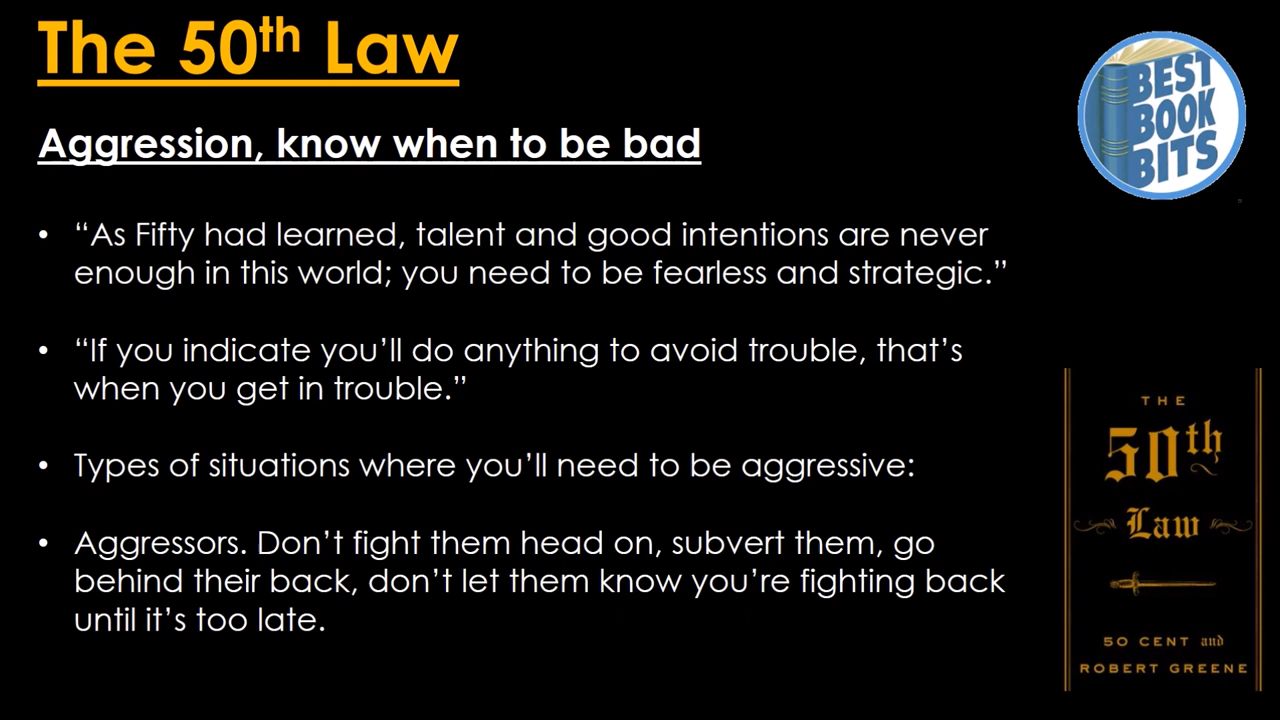 The 50th Law
BEST
BOOK
BITS
Aggression, know when to be bad
• “As Fifty had learned, talent and good intentions are never
enough in this world; you need to be fearless and strategic.”
• “If you indicate you’ll do anything to avoid trouble, that’s
when you get in trouble.”
• Types of situations where you’ll need to be aggressive:
• Aggressors. Don’t fight them head on, subvert them, go
behind their back, don’t let them know you’re fighting back
until it’s too late.
THE
50th
Law
50 CENT and
ROBERT GREENE